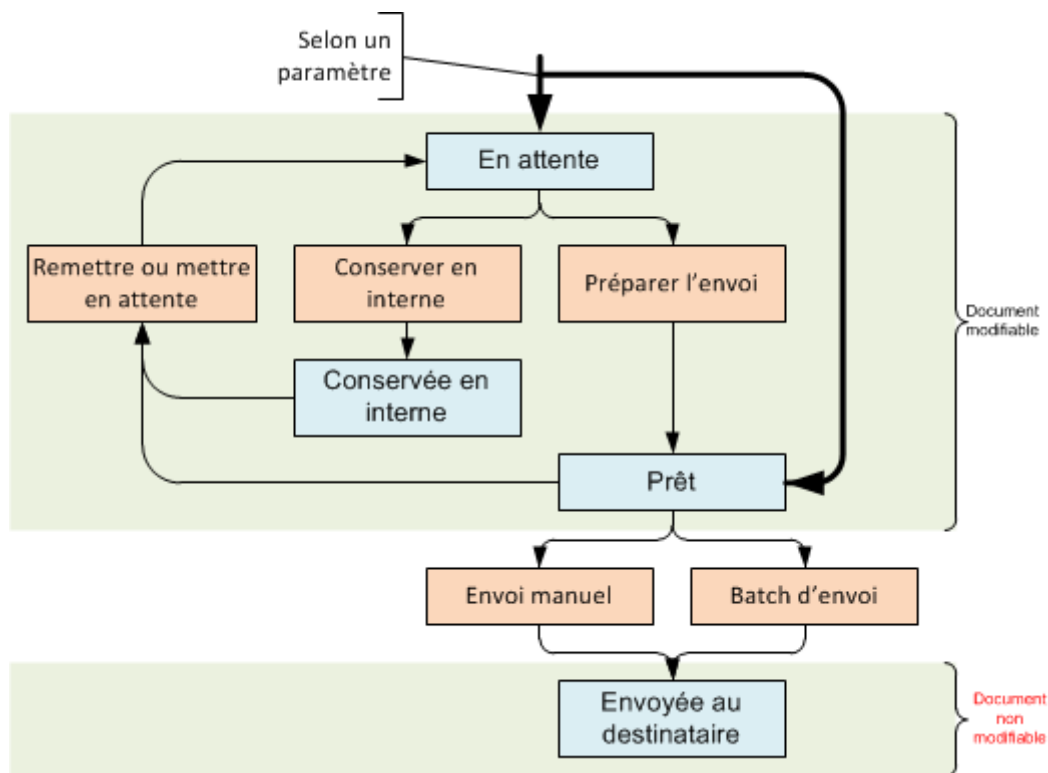 Selon un
paramètre
En attente
Remettre ou mettre
en attente
Conserver en
interne
Préparer l’envoi
Document
modifiable
Conservée en
interne
Prêt
Envoi manuel
Batch d’envoi
Envoyée au
destinataire
Document
non
modifiable